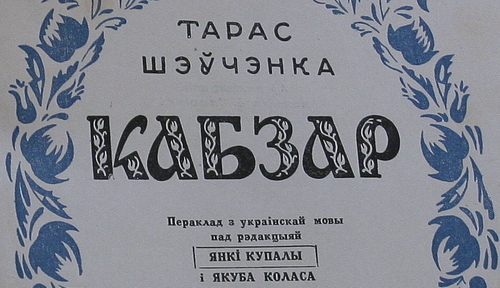 ТАРАС
ШЭЎЧЭНКА
КАБЗАР
Пераклад з украінскай мовы
пад рэдакцыяй
ЯНКІ КУПАЛЫ
і ЯКУБА КОЛАСА